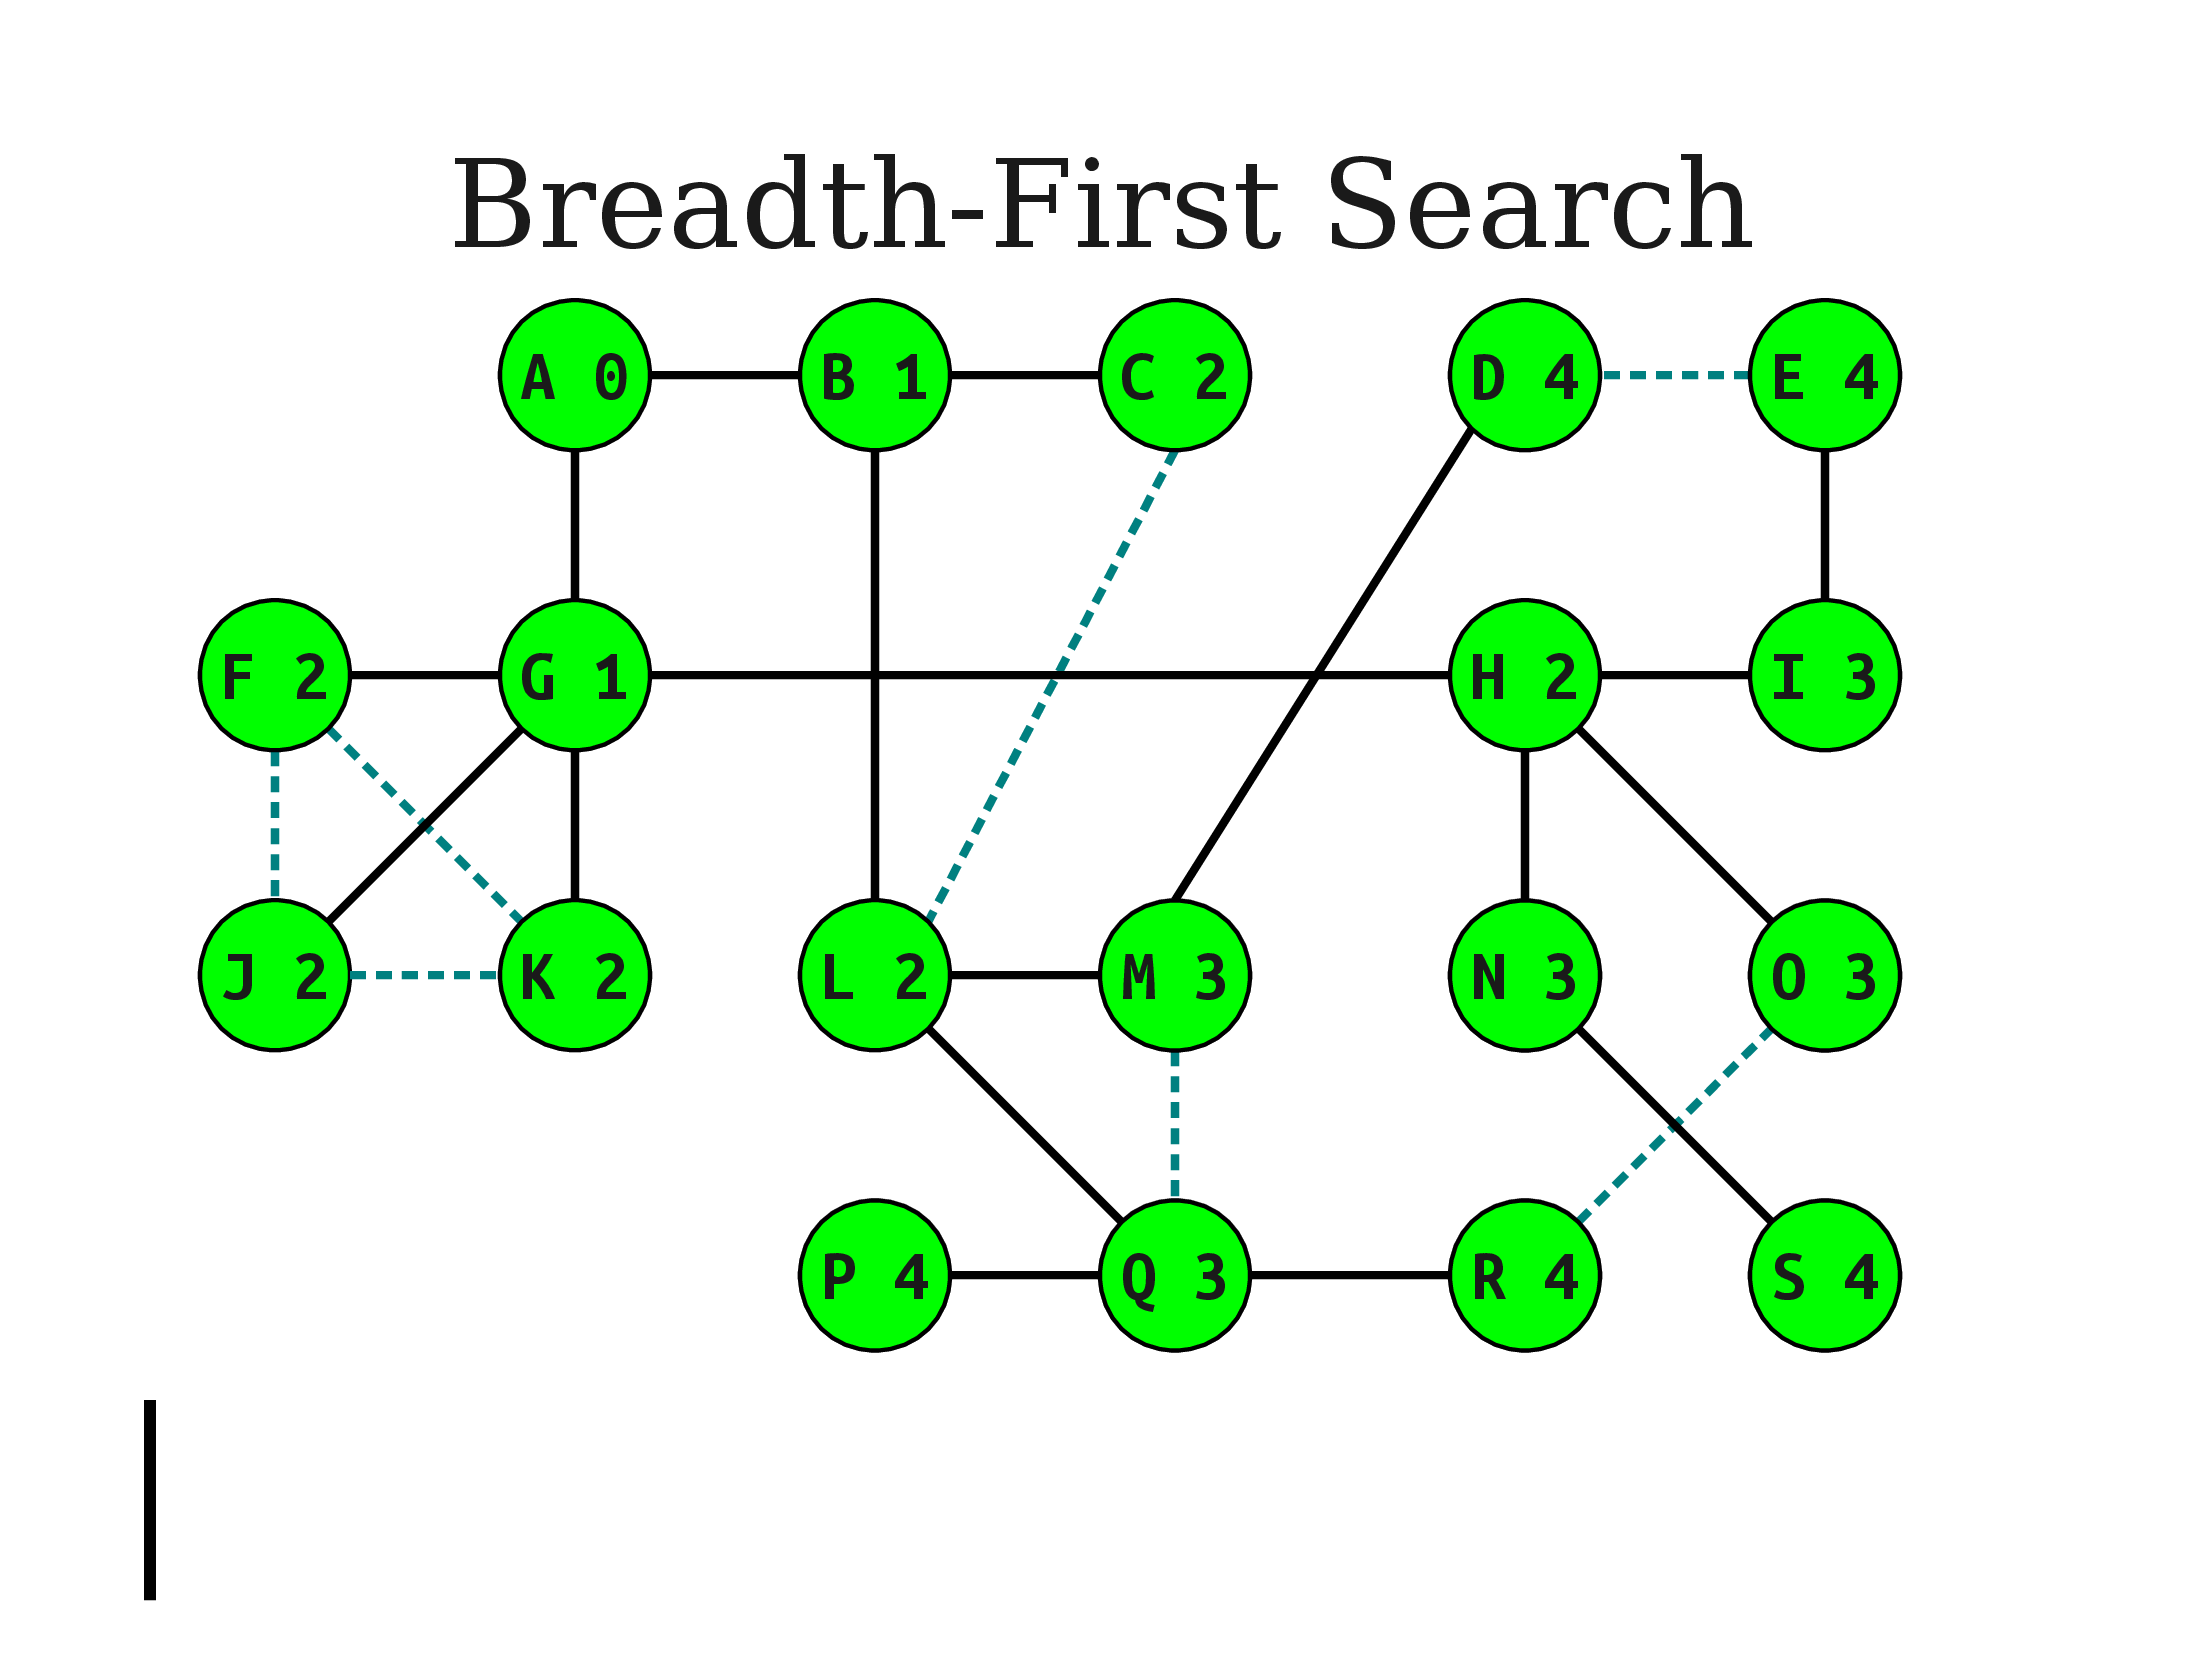 Breadth-First Search
A 0 B 1 C 2 D 4 E 4
F 2 G 1 H 2 I 3
J 2 K 2 L 2 M 3 N 3 O 3
P 4 Q 3 R 4 S 4